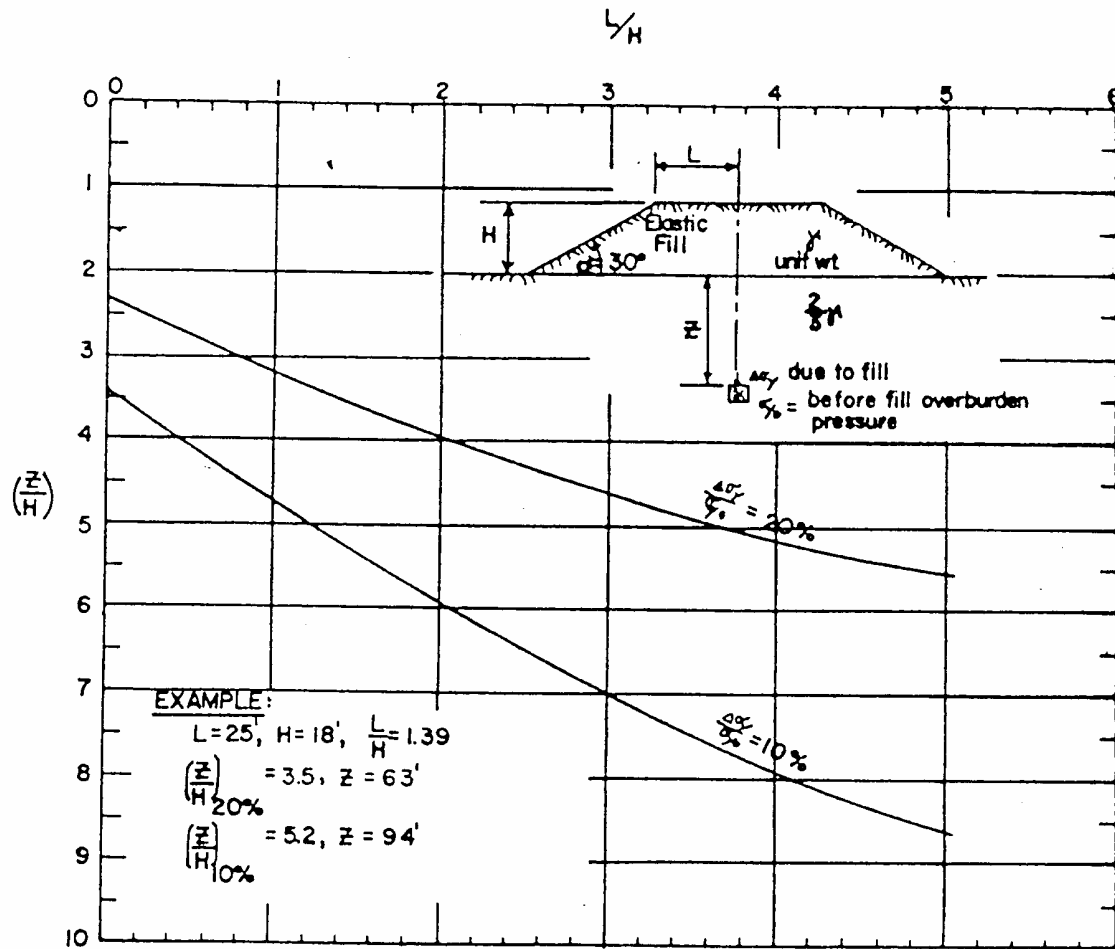 L/H
0 1 2 3 4 5 6
0
1
2
3
4
5
6
7
8
9
10
(Z/H)
L
H
Elastic
Fill
α = 30°
γ
unit wt
Z
Δσy due to fill
= before fill overburden
pressure
= 20%
= 10%
EXAMPLE:
L=25', H=18', L/H=1.39
(Z/H)20% = 3.5, Z = 63'
(Z/H)10% = 5.2, Z = 94'